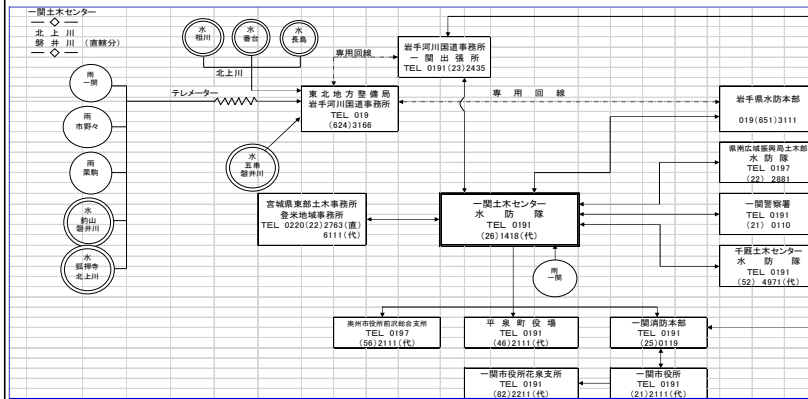 一関土木センター
北上川
磐井川 （直轄分）
水
相川
水
番台
水
長島
北上川
専用回線
岩手河川国道事務所
一関出張所
TEL 0191(23)2435
雨
一関
テレメーター
東北地方整備局
岩手河川国道事務所
TEL 019
(624)3166
専用回線
岩手県水防本部
019(651)3111
雨
市野々
雨
栗駒
水
五串
磐井川
県南広域振興局土木部
水防隊
TEL 0197
(22) 2881
水
釣山
磐井川
宮城県東部土木事務所
登米地域事務所
TEL 0220(22)2763(直)
6111(代)
一関土木センター
水防隊
TEL 0191
(26)1418(代)
一関警察署
TEL 0191
(21) 0110
水
狐禅寺
北上川
雨
一関
千厩土木センター
水防隊
TEL 0191
(52) 4971(代)
奥州市役所前沢総合支所
TEL 0197
(56)2111(代)
平泉町役場
TEL 0191
(46)2111(代)
一関消防本部
TEL 0191
(25)0119
一関市役所花泉支所
TEL 0191
(82)2211(代)
一関市役所
TEL 0191
(21)2111(代)